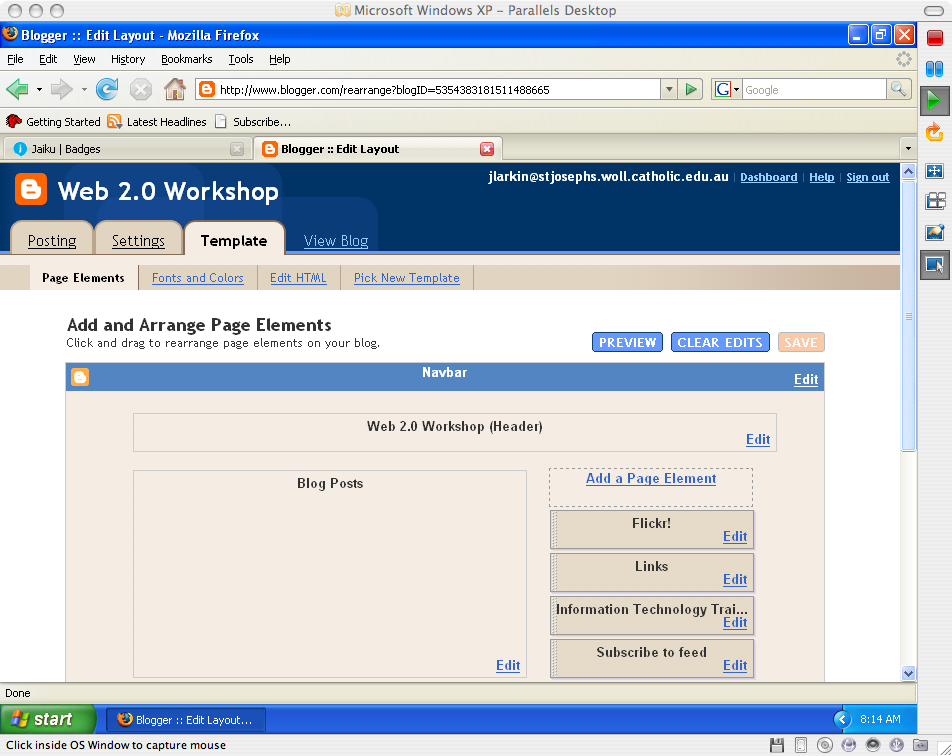 Microsoft Windows XP – Parallels Desktop
Blogger :: Edit Layout - Mozilla Firefox
File Edit View History Bookmarks Tools Help
http://www.blogger.com/rearrange?blogID=5354383181511488665
G Google
Getting Started Latest Headlines Subscribe...
Jaiku | Badges Blogger :: Edit Layout
Web 2.0 Workshop
jlarkin@stjosephs.woll.catholic.edu.au | Dashboard | Help | Sign out
Posting Settings Template View Blog
Page Elements Fonts and Colors Edit HTML Pick New Template
Add and Arrange Page Elements
Click and drag to rearrange page elements on your blog.
PREVIEW CLEAR EDITS SAVE
Navbar
Edit
Web 2.0 Workshop (Header)
Edit
Blog Posts
Edit
Add a Page Element
Flickr!
Edit
Links
Edit
Information Technology Trai...
Edit
Subscribe to feed
Edit
Done
start Blogger :: Edit Layout... 8:14 AM
Click inside OS Window to capture mouse